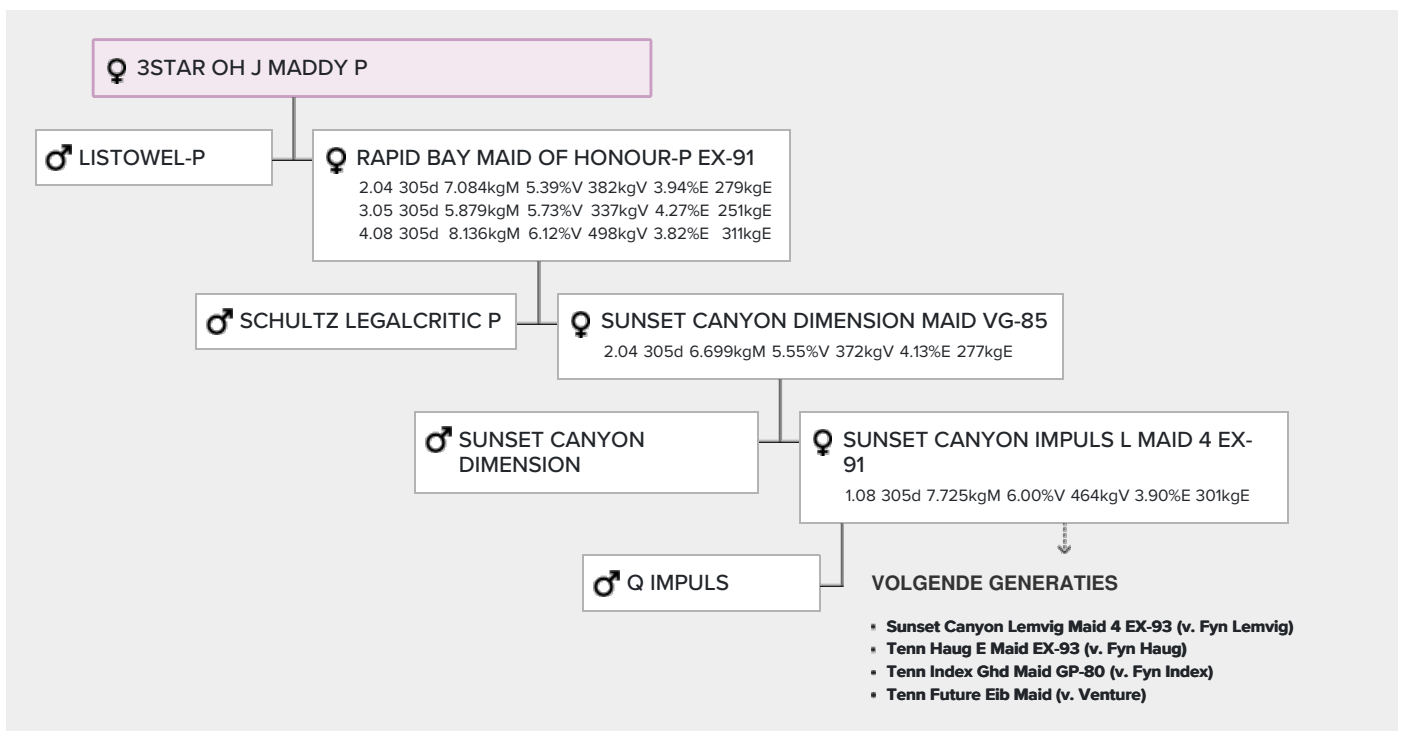 3STAR OH J MADDY P
LISTOWEL-P
RAPID BAY MAID OF HONOUR-P EX-91
2.04 305d 7.084kgM 5.39%V 382kgV 3.94%E 279kgE
3.05 305d 5.879kgM 5.73%V 337kgV 4.27%E 251kgE
4.08 305d 8.136kgM 6.12%V 498kgV 3.82%E 311kgE
SCHULTZ LEGALCRITIC P
SUNSET CANYON DIMENSION MAID VG-85
2.04 305d 6.699kgM 5.55%V 372kgV 4.13%E 277kgE
SUNSET CANYON
DIMENSION
SUNSET CANYON IMPULS L MAID 4 EX-
91
1.08 305d 7.725kgM 6.00%V 464kgV 3.90%E 301kgE
Q IMPULS
VOLGENDE GENERATIES
Sunset Canyon Lemvig Maid 4 EX-93 (v. Fyn Lemvig)
Tenn Haug E Maid EX-93 (v. Fyn Haug)
Tenn Index Ghd Maid GP-80 (v. Fyn Index)
Tenn Future Eib Maid (v. Venture)